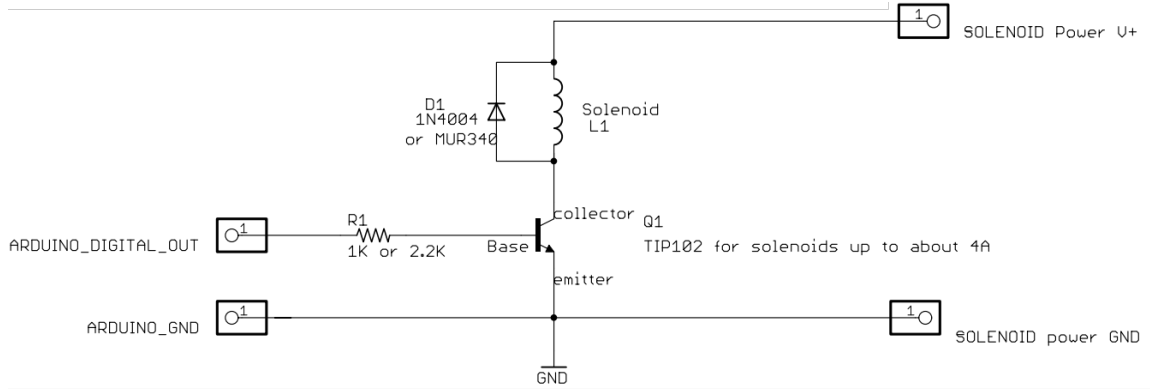 1
SOLENOID Power V+
D1
1N4004
or MUR340
Solenoid
L1
collector
Q1
R1
1
ARDUINO_DIGITAL_OUT
1K or 2.2K
Base
TIP102 for solenoids up to about 4A
emitter
1
ARDUINO_GND
1
SOLENOID power GND
GND